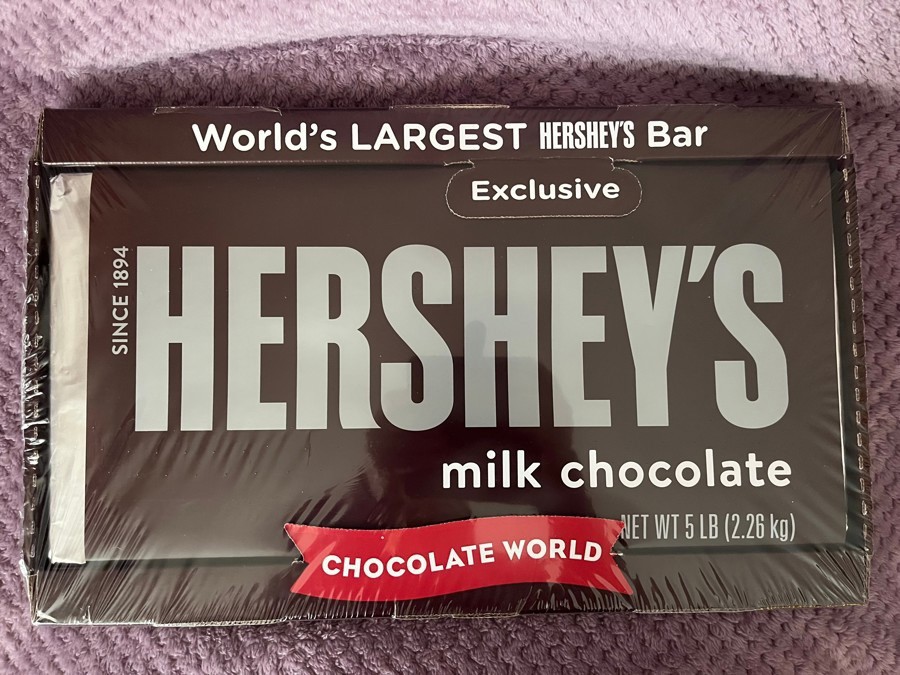 World's LARGEST HERSHEY'S Bar
Exclusive
SINCE 1894
HERSHEY'S
milk chocolate
NET WT 5 LB (2.26 kg)
CHOCOLATE WORLD